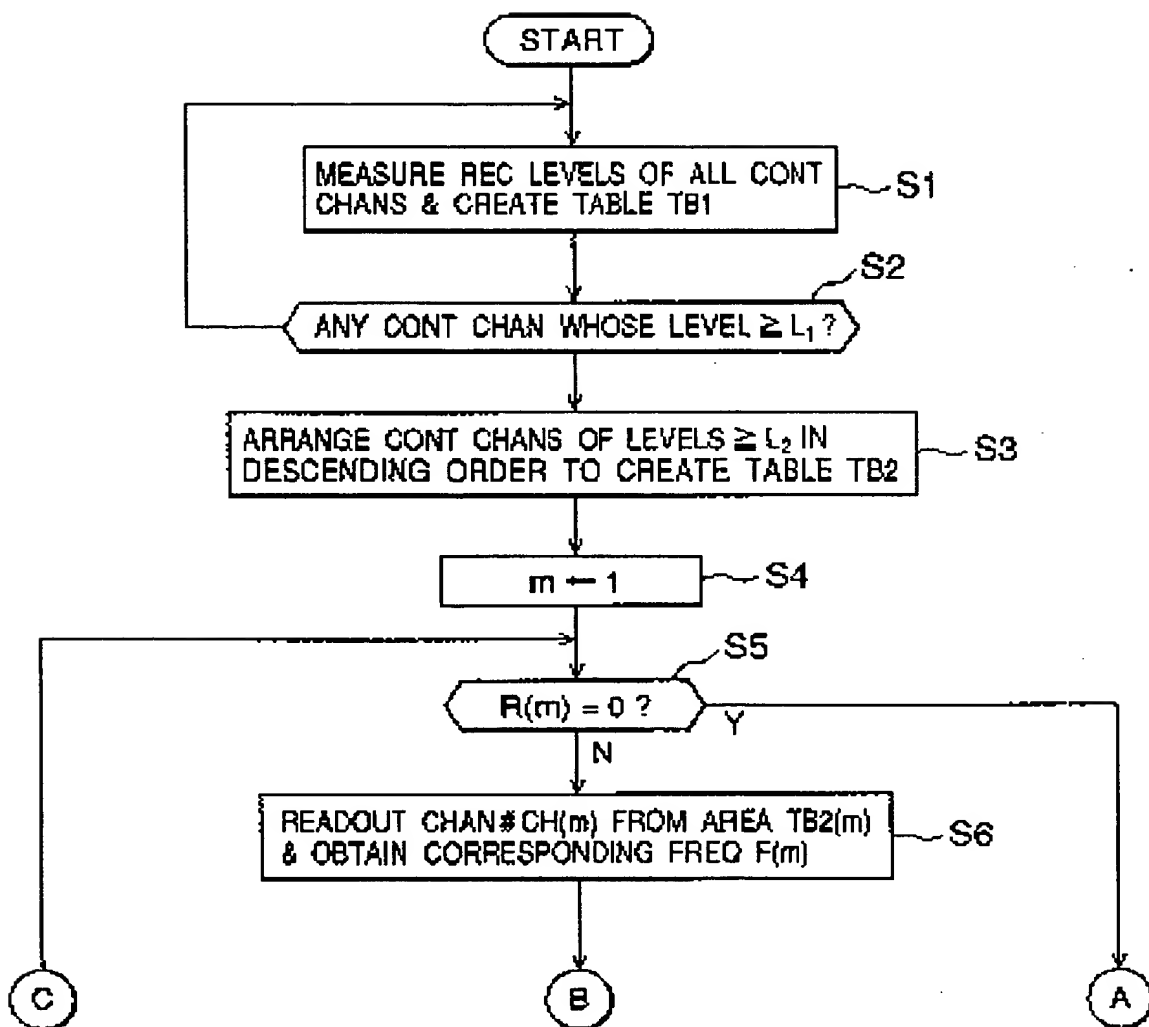 START
MEASURE REC LEVELS OF ALL CONT
CHANS & CREATE TABLE TB1
S1
S2
ANY CONT CHAN WHOSE LEVEL ≧ L₁ ?
ARRANGE CONT CHANS OF LEVELS ≧ L₂ IN
DESCENDING ORDER TO CREATE TABLE TB2
S3
m ← 1
S4
S5
R(m) = 0 ?
Y
N
READOUT CHAN#CH(m) FROM AREA TB2(m)
& OBTAIN CORRESPONDING FREQ F(m)
S6
C
B
A